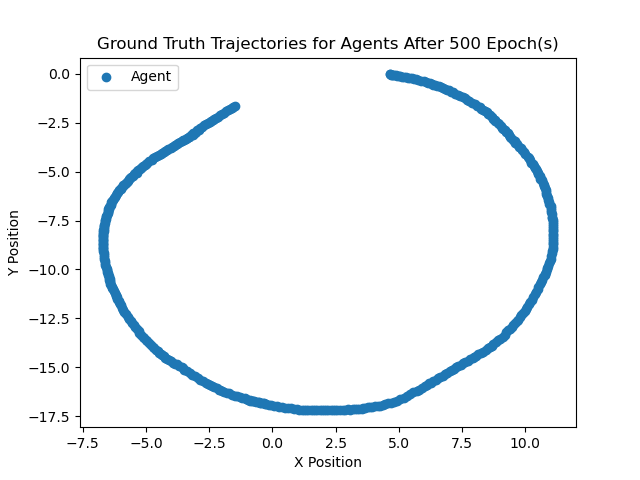 Ground Truth Trajectories for Agents After 500 Epoch(s)
Agent
0.0
−2.5
−5.0
−7.5
−10.0
−12.5
−15.0
−17.5
Y Position
−7.5 −5.0 −2.5 0.0 2.5 5.0 7.5 10.0
X Position